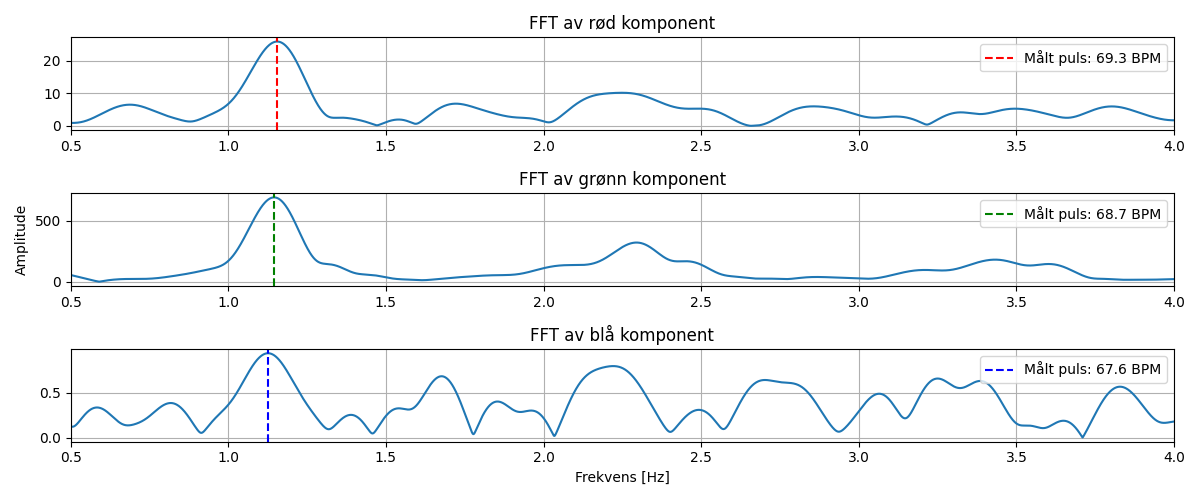 FFT av rød komponent
20
10
0
Målt puls: 69.3 BPM
0.5 1.0 1.5 2.0 2.5 3.0 3.5 4.0
FFT av grønn komponent
Amplitude
500
0
Målt puls: 68.7 BPM
0.5 1.0 1.5 2.0 2.5 3.0 3.5 4.0
FFT av blå komponent
0.5
0.0
Målt puls: 67.6 BPM
0.5 1.0 1.5 2.0 2.5 3.0 3.5 4.0
Frekvens [Hz]